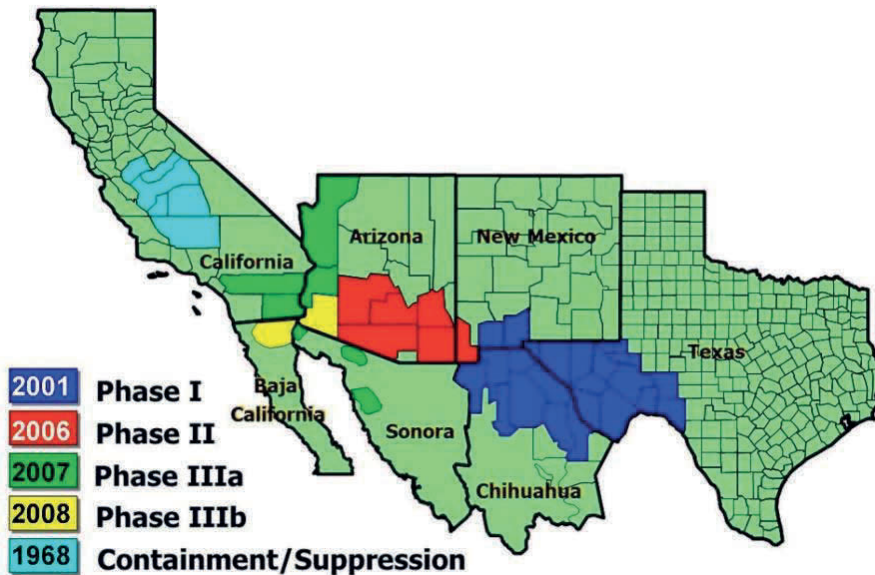 Arizona
New Mexico
California
Texas
Baja
California
Sonora
Chihuahua
2001 Phase I
2006 Phase II
2007 Phase IIIa
2008 Phase IIIb
1968 Containment/Suppression